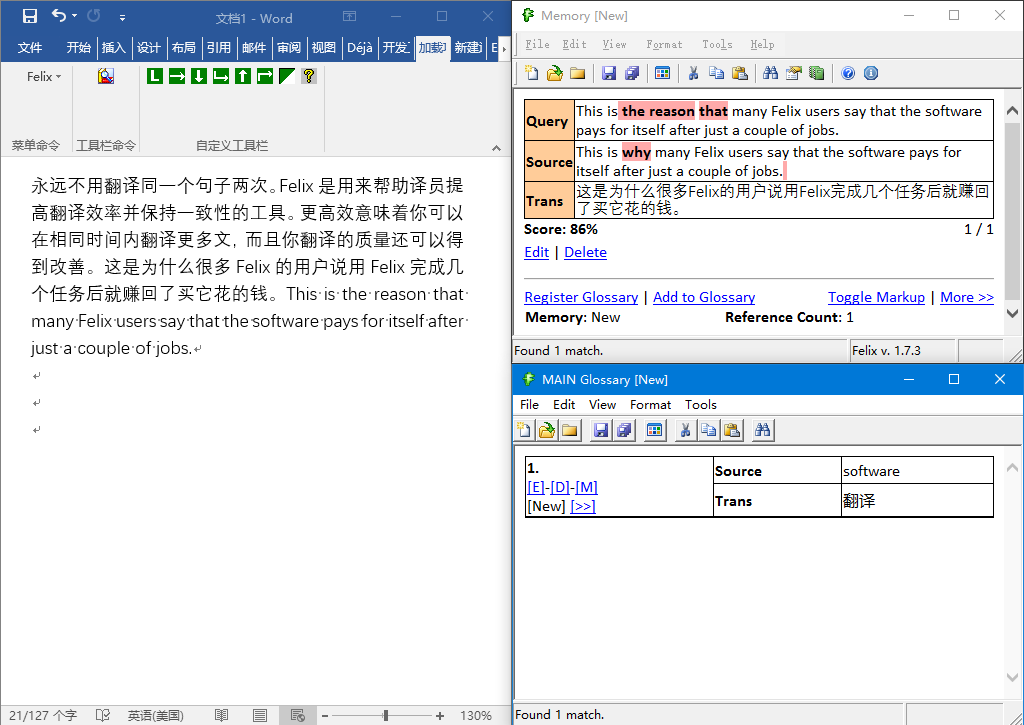 文档1 - Word
文件 开始 插入 设计 布局 引用 邮件 审阅 视图 Déjà 开发 加载 新建 E
Felix
菜单命令 工具栏命令 自定义工具栏
永远不用翻译同一个句子两次。Felix 是用来帮助译员提
高翻译效率并保持一致性的工具。更高效意味着你可以
在相同时间内翻译更多文, 而且你翻译的质量还可以得
到改善。这是为什么很多 Felix 的用户说用 Felix 完成几
个任务后就赚回了买它花的钱。This is the reason that
many Felix users say that the software pays for itself after
just a couple of jobs.
21/127 个字 英语(美国) 130%
Memory [New]
File Edit View Format Tools Help
Query This is the reason that many Felix users say that the software
pays for itself after just a couple of jobs.
Source This is why many Felix users say that the software pays for
itself after just a couple of jobs.
Trans 这是为什么很多Felix的用户说用Felix完成几个任务后就赚回
了买它花的钱。
Score: 86% 1 / 1
Edit | Delete
Register Glossary | Add to Glossary Toggle Markup | More >>
Memory: New Reference Count: 1
Found 1 match. Felix v. 1.7.3
MAIN Glossary [New]
File Edit View Format Tools
1. Source software
[E]-[D]-[M]
[New] [>>] Trans 翻译
Found 1 match.